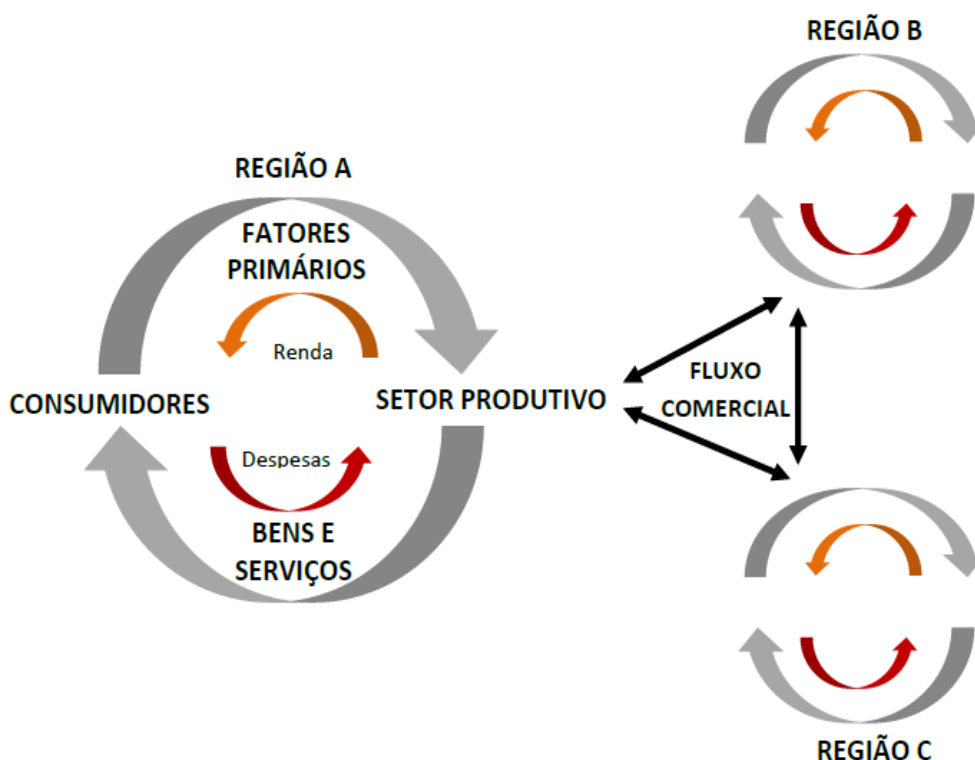 REGIÃO B
REGIÃO A
FATORES
PRIMÁRIOS
Renda
CONSUMIDORES
SETOR PRODUTIVO
FLUXO
COMERCIAL
Despesas
BENS E
SERVIÇOS
REGIÃO C